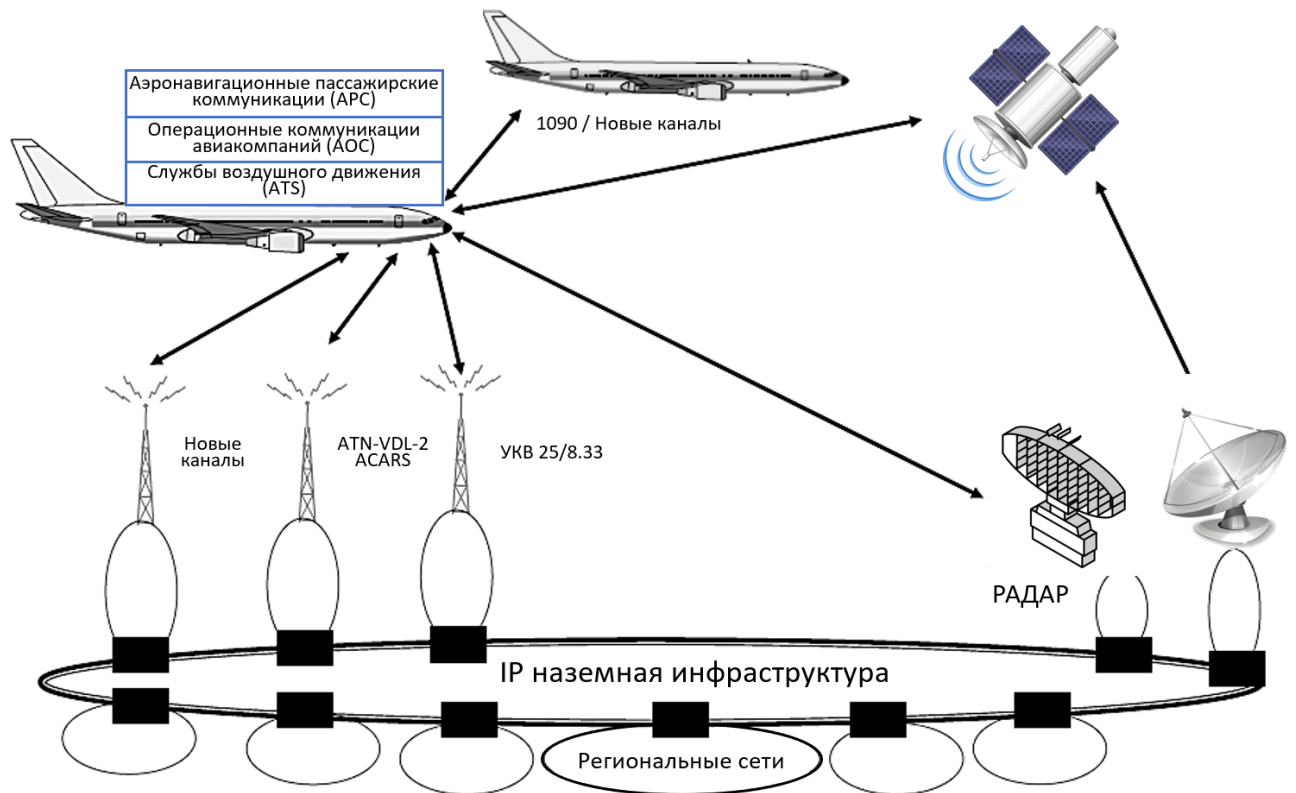 Аэронавигационные пассажирские
коммуникации (APC)
Операционные коммуникации
авиакомпаний (AOC)
Службы воздушного движения
(ATS)
1090 / Новые каналы
Новые
каналы
ATN-VDL-2
ACARS
УКВ 25/8.33
РАДАР
IP наземная инфраструктура
Региональные сети